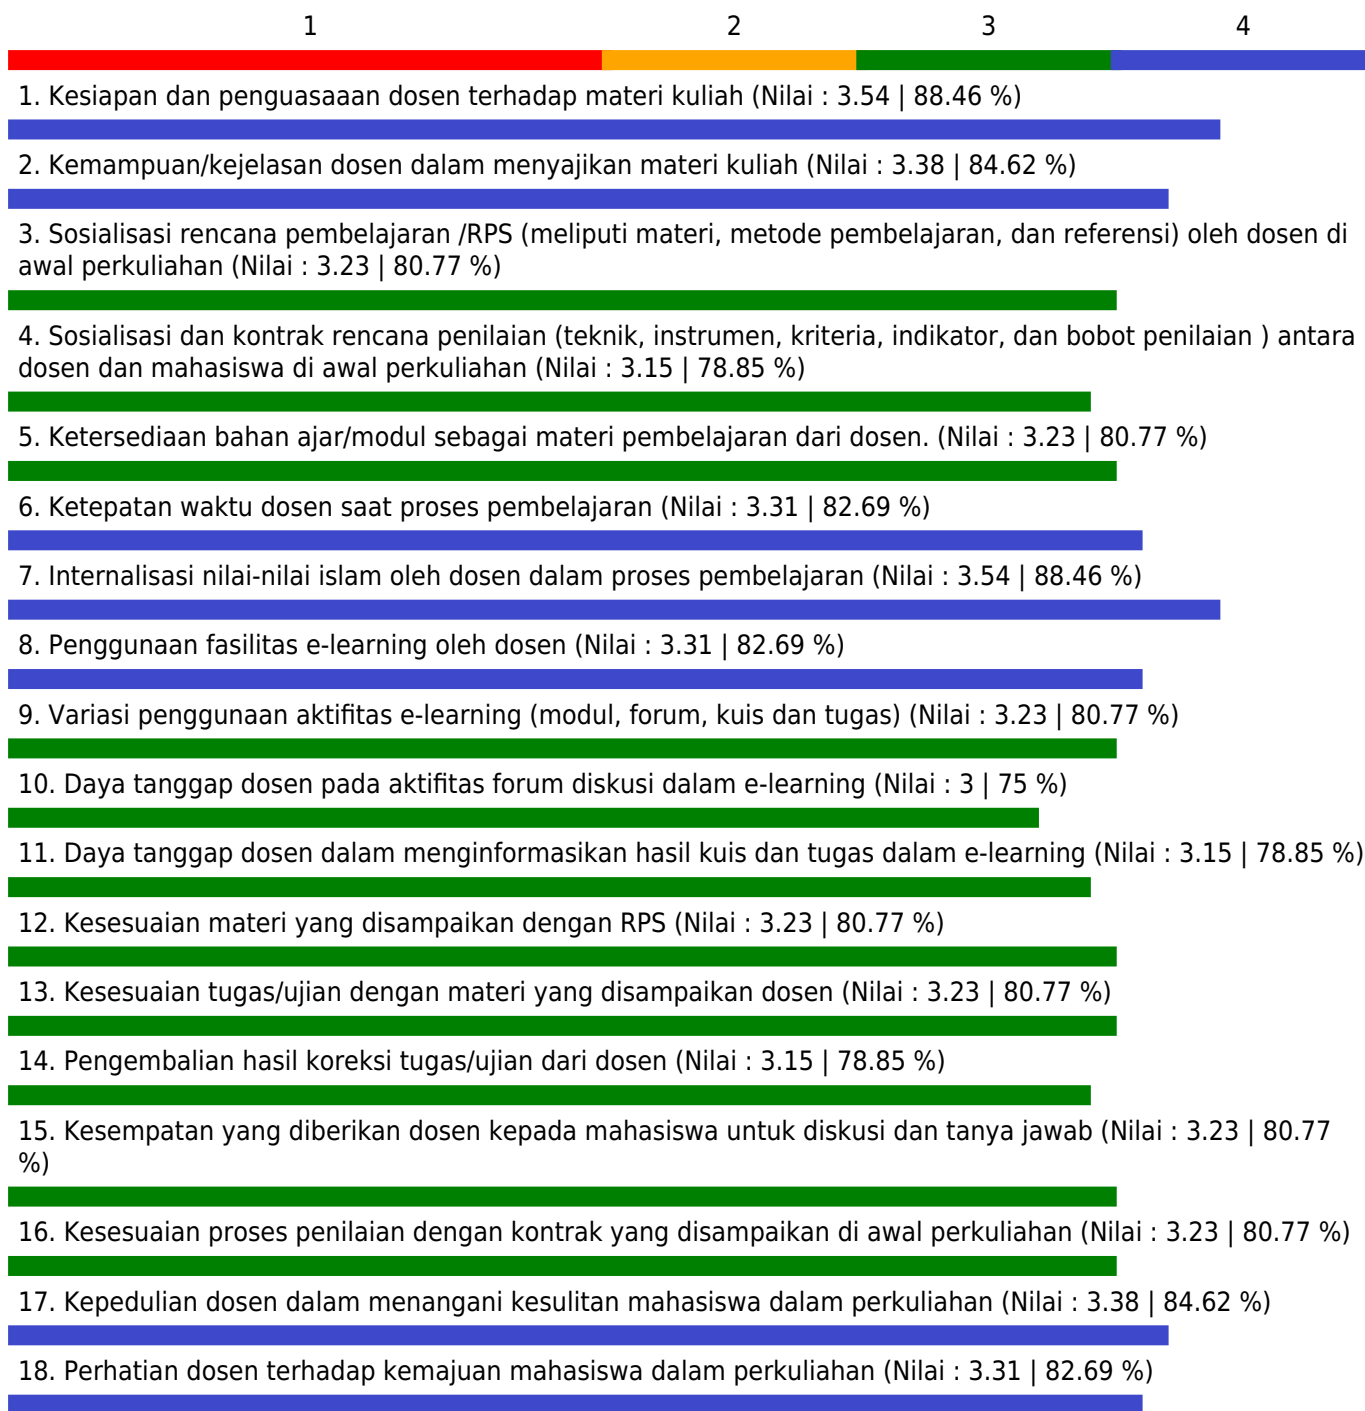 1 2 3 4
1. Kesiapan dan penguasaaan dosen terhadap materi kuliah (Nilai : 3.54 | 88.46 %)
2. Kemampuan/kejelasan dosen dalam menyajikan materi kuliah (Nilai : 3.38 | 84.62 %)
3. Sosialisasi rencana pembelajaran /RPS (meliputi materi, metode pembelajaran, dan referensi) oleh dosen di
awal perkuliahan (Nilai : 3.23 | 80.77 %)
4. Sosialisasi dan kontrak rencana penilaian (teknik, instrumen, kriteria, indikator, dan bobot penilaian ) antara
dosen dan mahasiswa di awal perkuliahan (Nilai : 3.15 | 78.85 %)
5. Ketersediaan bahan ajar/modul sebagai materi pembelajaran dari dosen. (Nilai : 3.23 | 80.77 %)
6. Ketepatan waktu dosen saat proses pembelajaran (Nilai : 3.31 | 82.69 %)
7. Internalisasi nilai-nilai islam oleh dosen dalam proses pembelajaran (Nilai : 3.54 | 88.46 %)
8. Penggunaan fasilitas e-learning oleh dosen (Nilai : 3.31 | 82.69 %)
9. Variasi penggunaan aktifitas e-learning (modul, forum, kuis dan tugas) (Nilai : 3.23 | 80.77 %)
10. Daya tanggap dosen pada aktifitas forum diskusi dalam e-learning (Nilai : 3 | 75 %)
11. Daya tanggap dosen dalam menginformasikan hasil kuis dan tugas dalam e-learning (Nilai : 3.15 | 78.85 %)
12. Kesesuaian materi yang disampaikan dengan RPS (Nilai : 3.23 | 80.77 %)
13. Kesesuaian tugas/ujian dengan materi yang disampaikan dosen (Nilai : 3.23 | 80.77 %)
14. Pengembalian hasil koreksi tugas/ujian dari dosen (Nilai : 3.15 | 78.85 %)
15. Kesempatan yang diberikan dosen kepada mahasiswa untuk diskusi dan tanya jawab (Nilai : 3.23 | 80.77
%)
16. Kesesuaian proses penilaian dengan kontrak yang disampaikan di awal perkuliahan (Nilai : 3.23 | 80.77 %)
17. Kepedulian dosen dalam menangani kesulitan mahasiswa dalam perkuliahan (Nilai : 3.38 | 84.62 %)
18. Perhatian dosen terhadap kemajuan mahasiswa dalam perkuliahan (Nilai : 3.31 | 82.69 %)